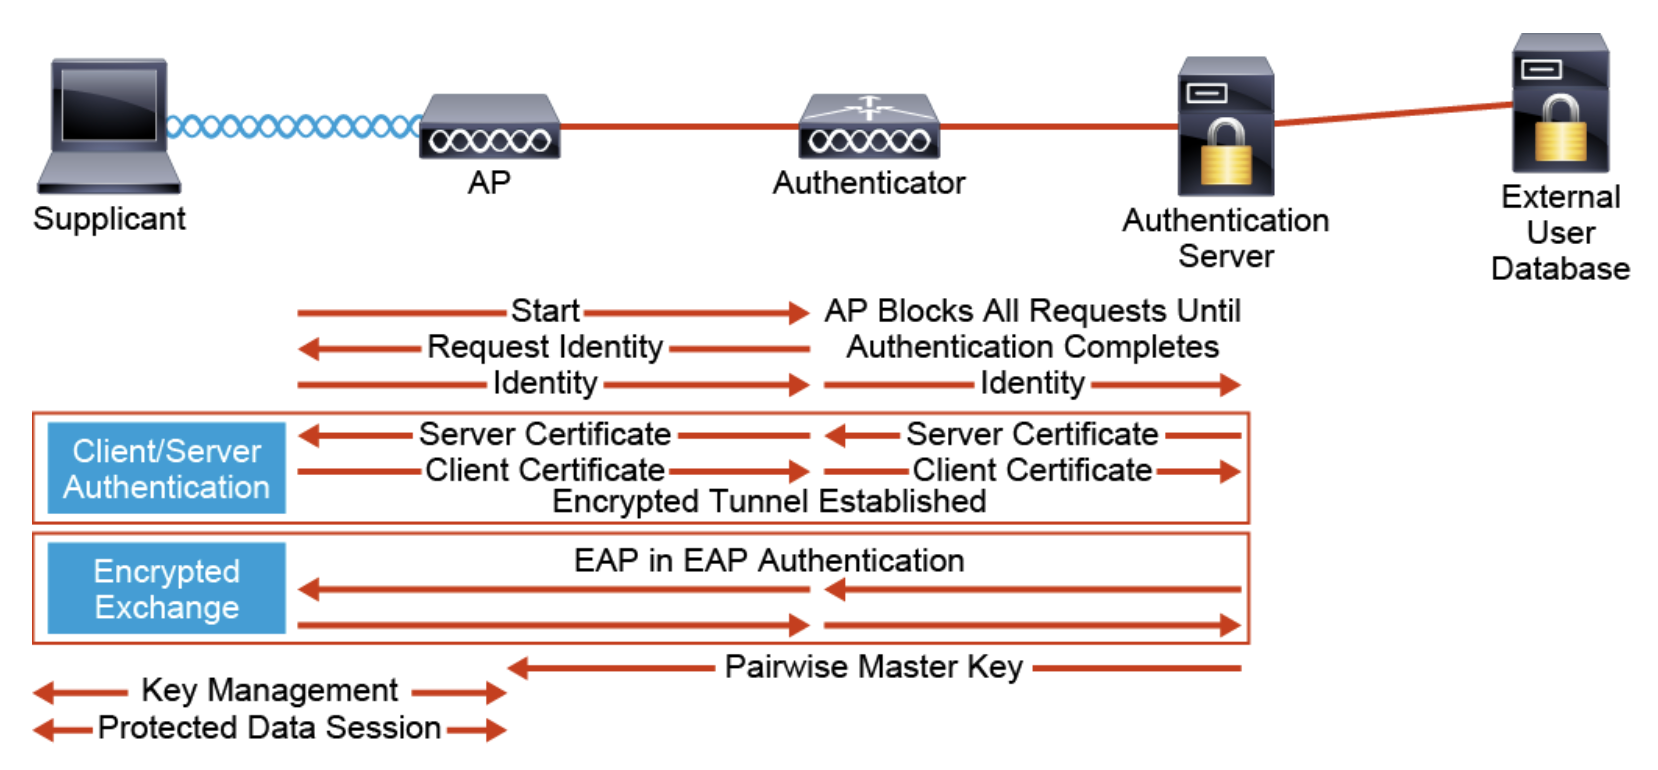 AP
Authenticator
Supplicant
Authentication
Server
External
User
Database
Start
AP Blocks All Requests Until
Request Identity
Authentication Completes
Identity
Identity
Client/Server
Authentication
Server Certificate
Server Certificate
Client Certificate
Client Certificate
Encrypted Tunnel Established
Encrypted
Exchange
EAP in EAP Authentication
Pairwise Master Key
Key Management
Protected Data Session